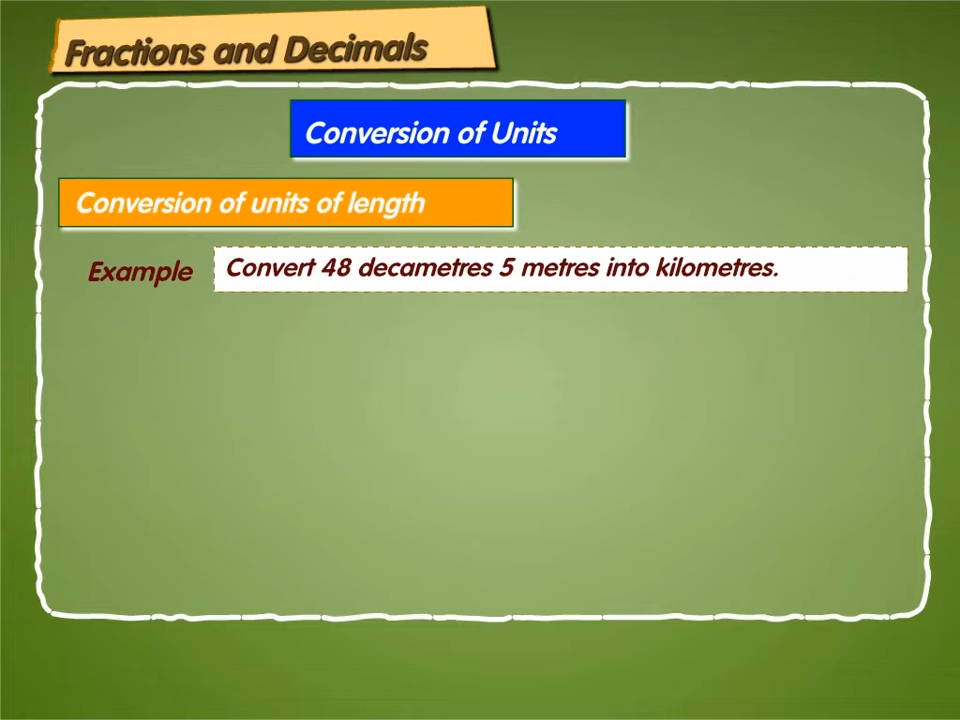 Fractions and Decimals
Conversion of Units
Conversion of units of length
Example
Convert 48 decametres 5 metres into kilometres.